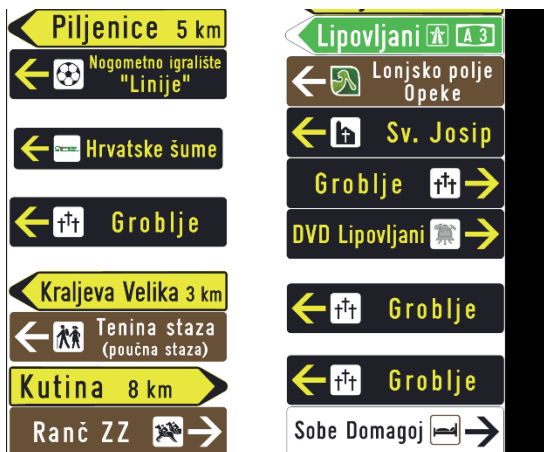 Piljenice 5 km
Nogometno igralište
"Linije"
Hrvatske šume
Groblje
Kraljeva Velika 3 km
Tenina staza
(poučna staza)
Kutina 8 km
Ranč ZZ
Lipovljani A 3
Lonjsko polje
Opeke
Sv. Josip
Groblje
DVD Lipovljani
Groblje
Groblje
Sobe Domagoj